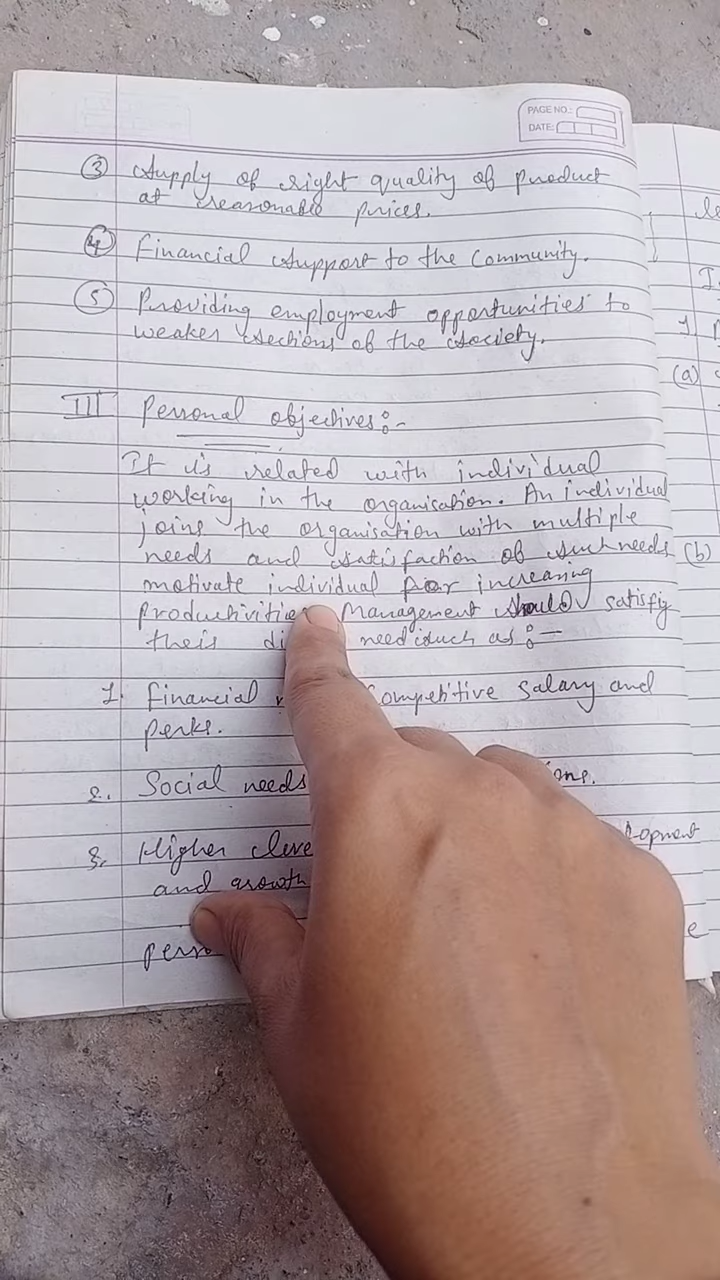 PAGE NO.:
DATE:
③ Supply of right quality of product
at reasonable prices.
④ Financial support to the Community.
⑤ Providing employment opportunities to
weaker sections of the society.
III Personal objectives:-
It is related with individual
working in the organisation. An individual
joins the organisation with multiple
needs and satisfaction of such needs
motivate individual for increasing
Productivities Management should satisfy
their need such as :-
1. Financial Competitive salary and
perks.
2. Social needs
3. Higher
and growth
(a)
(b)